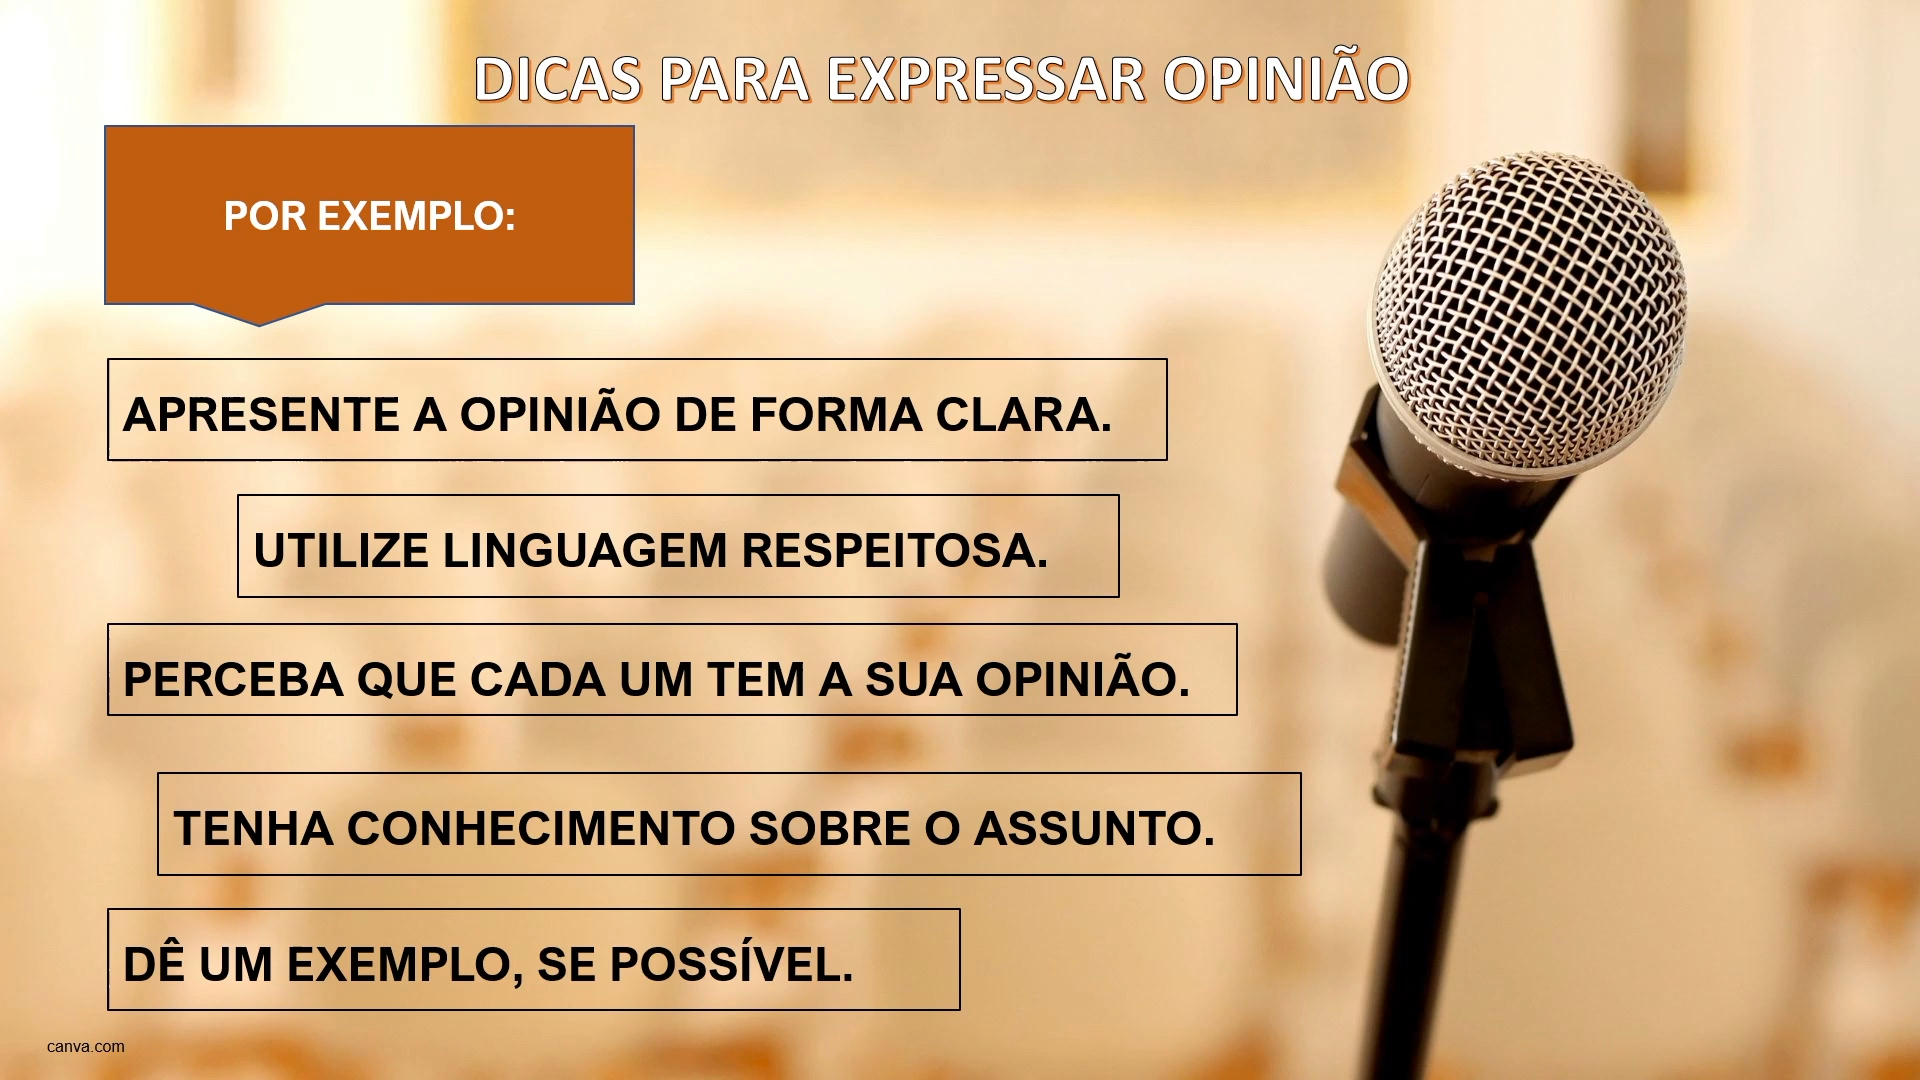 DICAS PARA EXPRESSAR OPINIÃO
POR EXEMPLO:
APRESENTE A OPINIÃO DE FORMA CLARA.
UTILIZE LINGUAGEM RESPEITOSA.
PERCEBA QUE CADA UM TEM A SUA OPINIÃO.
TENHA CONHECIMENTO SOBRE O ASSUNTO.
DÊ UM EXEMPLO, SE POSSÍVEL.
canva.com